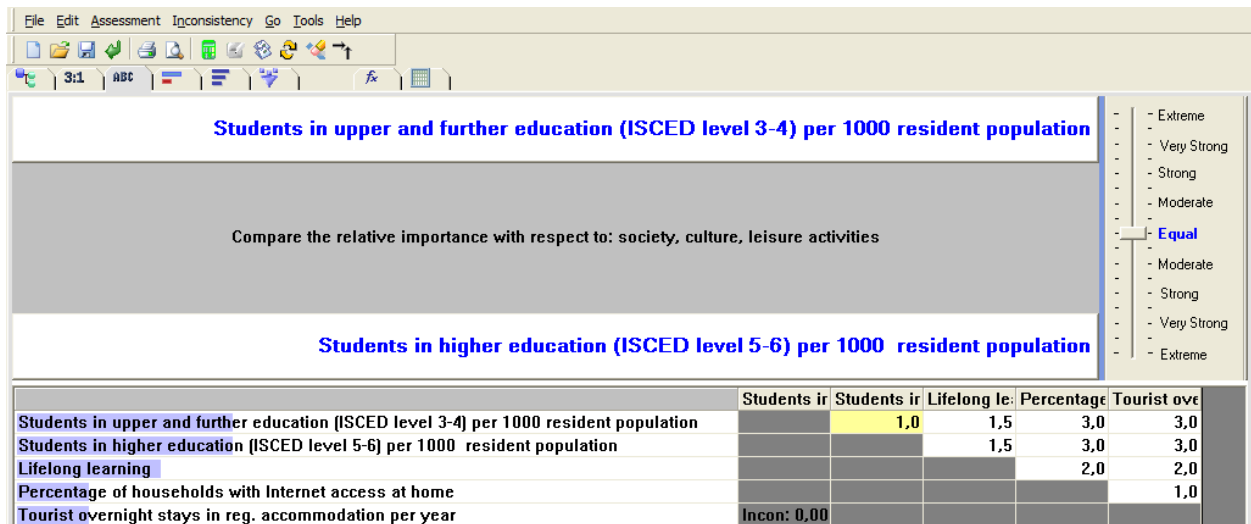 File Edit Assessment Inconsistency Go Tools Help
3:1 ABC fx
Students in upper and further education (ISCED level 3-4) per 1000 resident population
Compare the relative importance with respect to: society, culture, leisure activities
Students in higher education (ISCED level 5-6) per 1000 resident population
Extreme
Very Strong
Strong
Moderate
Equal
Moderate
Strong
Very Strong
Extreme
Students ir Students ir Lifelong le: Percentage Tourist ove
Students in upper and further education (ISCED level 3-4) per 1000 resident population 1,0 1,5 3,0 3,0
Students in higher education (ISCED level 5-6) per 1000 resident population 1,5 3,0 3,0
Lifelong learning 2,0 2,0
Percentage of households with Internet access at home 1,0
Tourist overnight stays in reg. accommodation per year Incon: 0,00